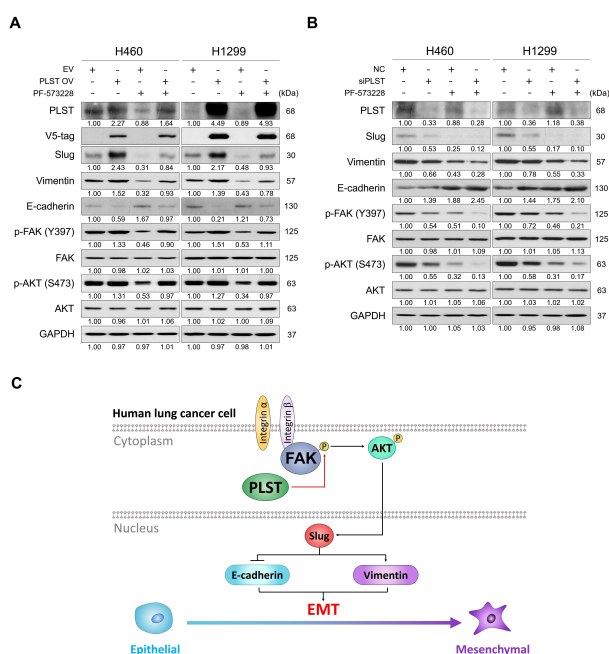 A
H460 H1299
EV + – + – + – + –
PLST OV – + – + – + – +
PF-573228 – – + + – – + + (kDa)
PLST 68
1.00 2.27 0.88 1.64 1.00 4.49 0.89 4.93
V5-tag 68
Slug 30
1.00 2.43 0.31 0.84 1.00 2.17 0.48 0.93
Vimentin 57
1.00 1.52 0.32 0.93 1.00 1.39 0.43 0.78
E-cadherin 130
1.00 0.59 1.67 0.97 1.00 0.21 1.21 0.73
p-FAK (Y397) 125
1.00 1.33 0.46 0.90 1.00 1.51 0.53 1.11
FAK 125
1.00 0.98 1.02 1.03 1.00 1.01 1.01 1.00
p-AKT (S473) 63
1.00 1.31 0.53 0.97 1.00 1.27 0.34 0.97
AKT 63
1.00 0.96 1.01 1.06 1.00 1.02 1.00 1.09
GAPDH 37
1.00 0.97 0.97 1.01 1.00 0.97 0.98 1.01
B
H460 H1299
NC + – + – + – + –
siPLST – + – + – + – +
PF-573228 – – + + – – + + (kDa)
PLST 68
1.00 0.33 0.88 0.28 1.00 0.36 1.18 0.38
Slug 30
1.00 0.53 0.25 0.12 1.00 0.55 0.17 0.10
Vimentin 57
1.00 0.66 0.43 0.28 1.00 0.78 0.55 0.33
E-cadherin 130
1.00 1.39 1.88 2.45 1.00 1.44 1.75 2.10
p-FAK (Y397) 125
1.00 0.54 0.51 0.10 1.00 0.72 0.46 0.21
FAK 125
1.00 0.98 1.01 1.09 1.00 1.01 1.05 1.13
p-AKT (S473) 63
1.00 0.55 0.32 0.13 1.00 0.58 0.31 0.17
AKT 63
1.00 1.01 1.05 1.06 1.00 1.03 1.02 1.02
GAPDH 37
1.00 1.00 1.05 1.03 1.00 0.95 0.98 1.08
C
Human lung cancer cell
Cytoplasm
Integrin α
Integrin β
FAK
P
AKT
P
PLST
Nucleus
Slug
E-cadherin
Vimentin
EMT
Epithelial
Mesenchymal